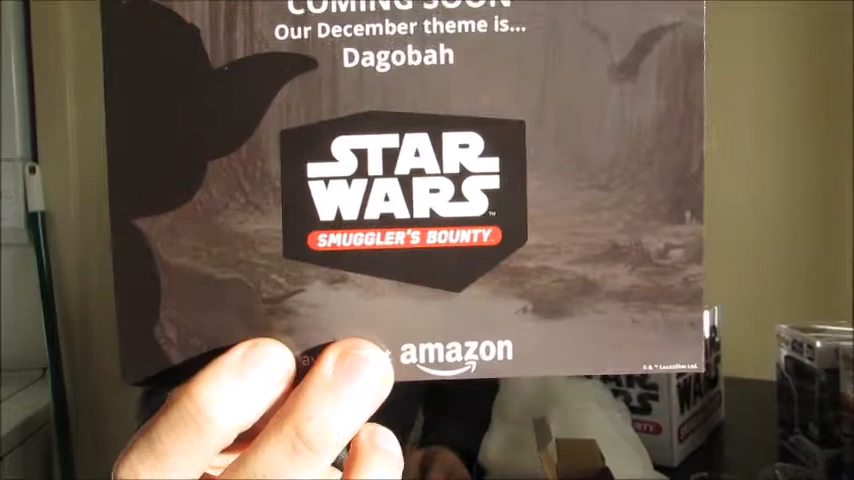 COMING SOON
Our December theme is...
Dagobah
STAR
WARS
SMUGGLER'S BOUNTY
amazon